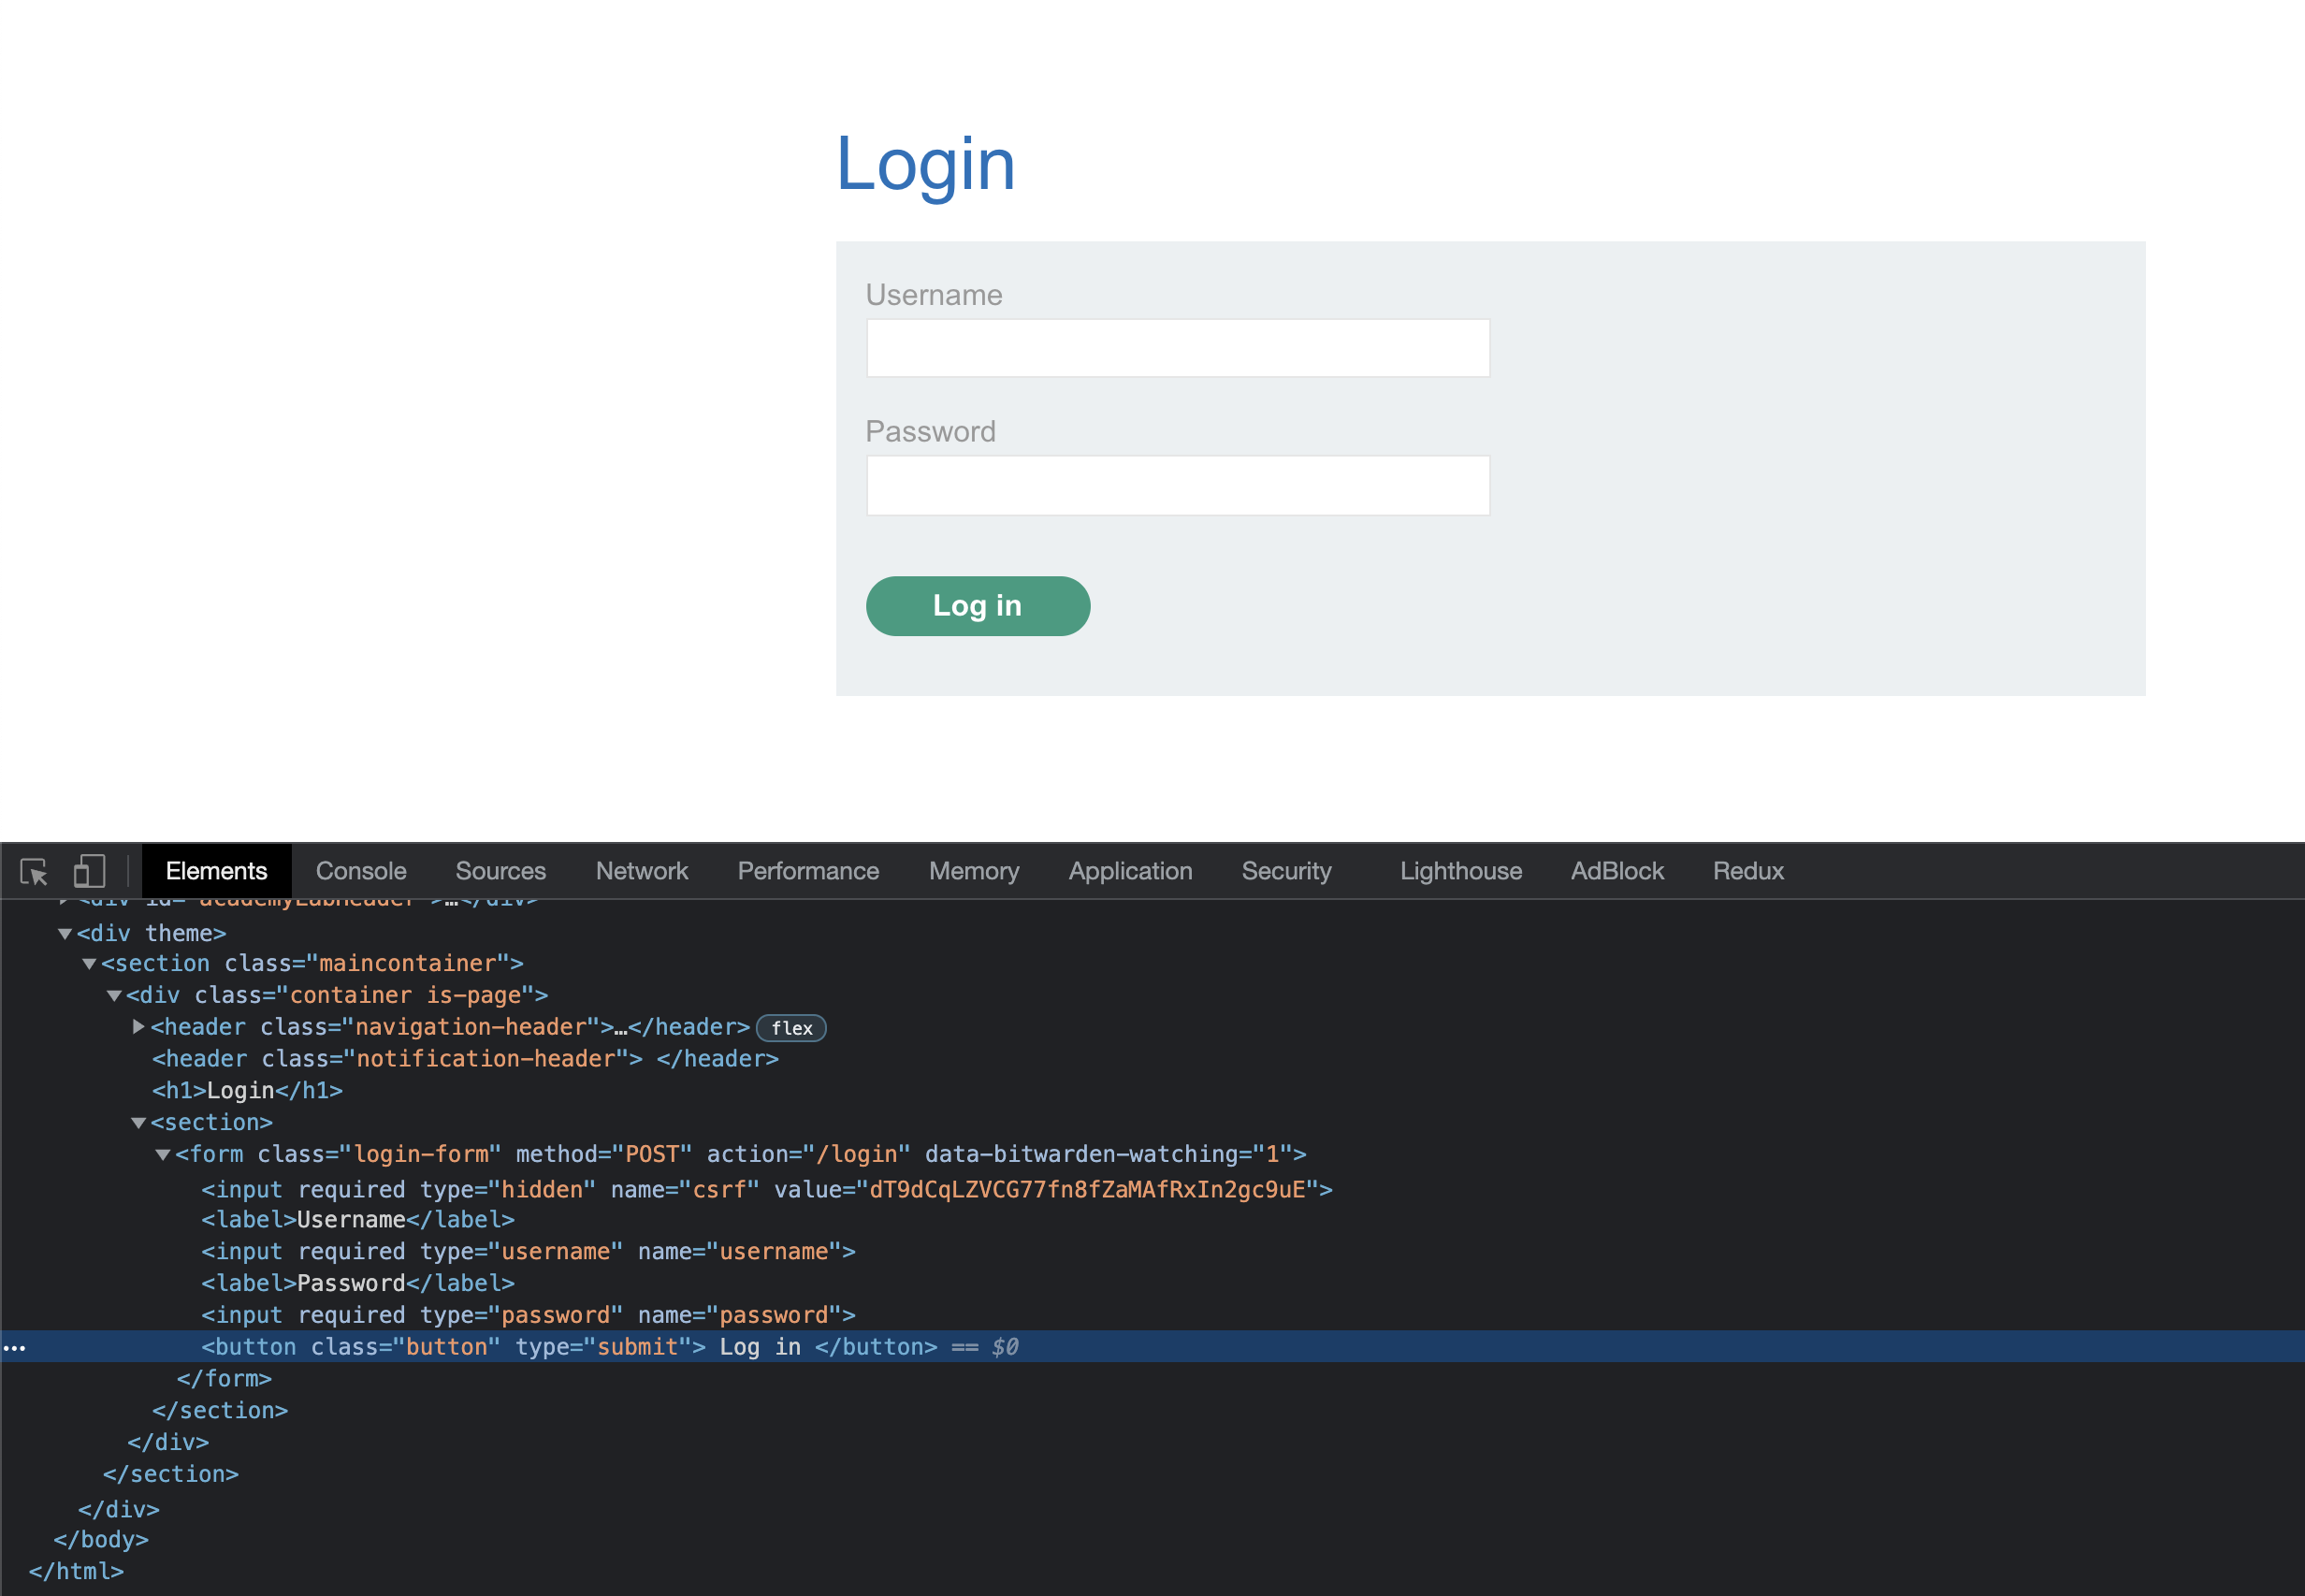 Login
Username
Password
Log in
Elements Console Sources Network Performance Memory Application Security Lighthouse AdBlock Redux
<div id="academyLabHeader">…</div>
<div theme>
<section class="maincontainer">
<div class="container is-page">
<header class="navigation-header">…</header> flex
<header class="notification-header"> </header>
<h1>Login</h1>
<section>
<form class="login-form" method="POST" action="/login" data-bitwarden-watching="1">
<input required type="hidden" name="csrf" value="dT9dCqLZVCG77fn8fZaMAfRxIn2gc9uE">
<label>Username</label>
<input required type="username" name="username">
<label>Password</label>
<input required type="password" name="password">
<button class="button" type="submit"> Log in </button> == $0
</form>
</section>
</div>
</section>
</div>
</body>
</html>